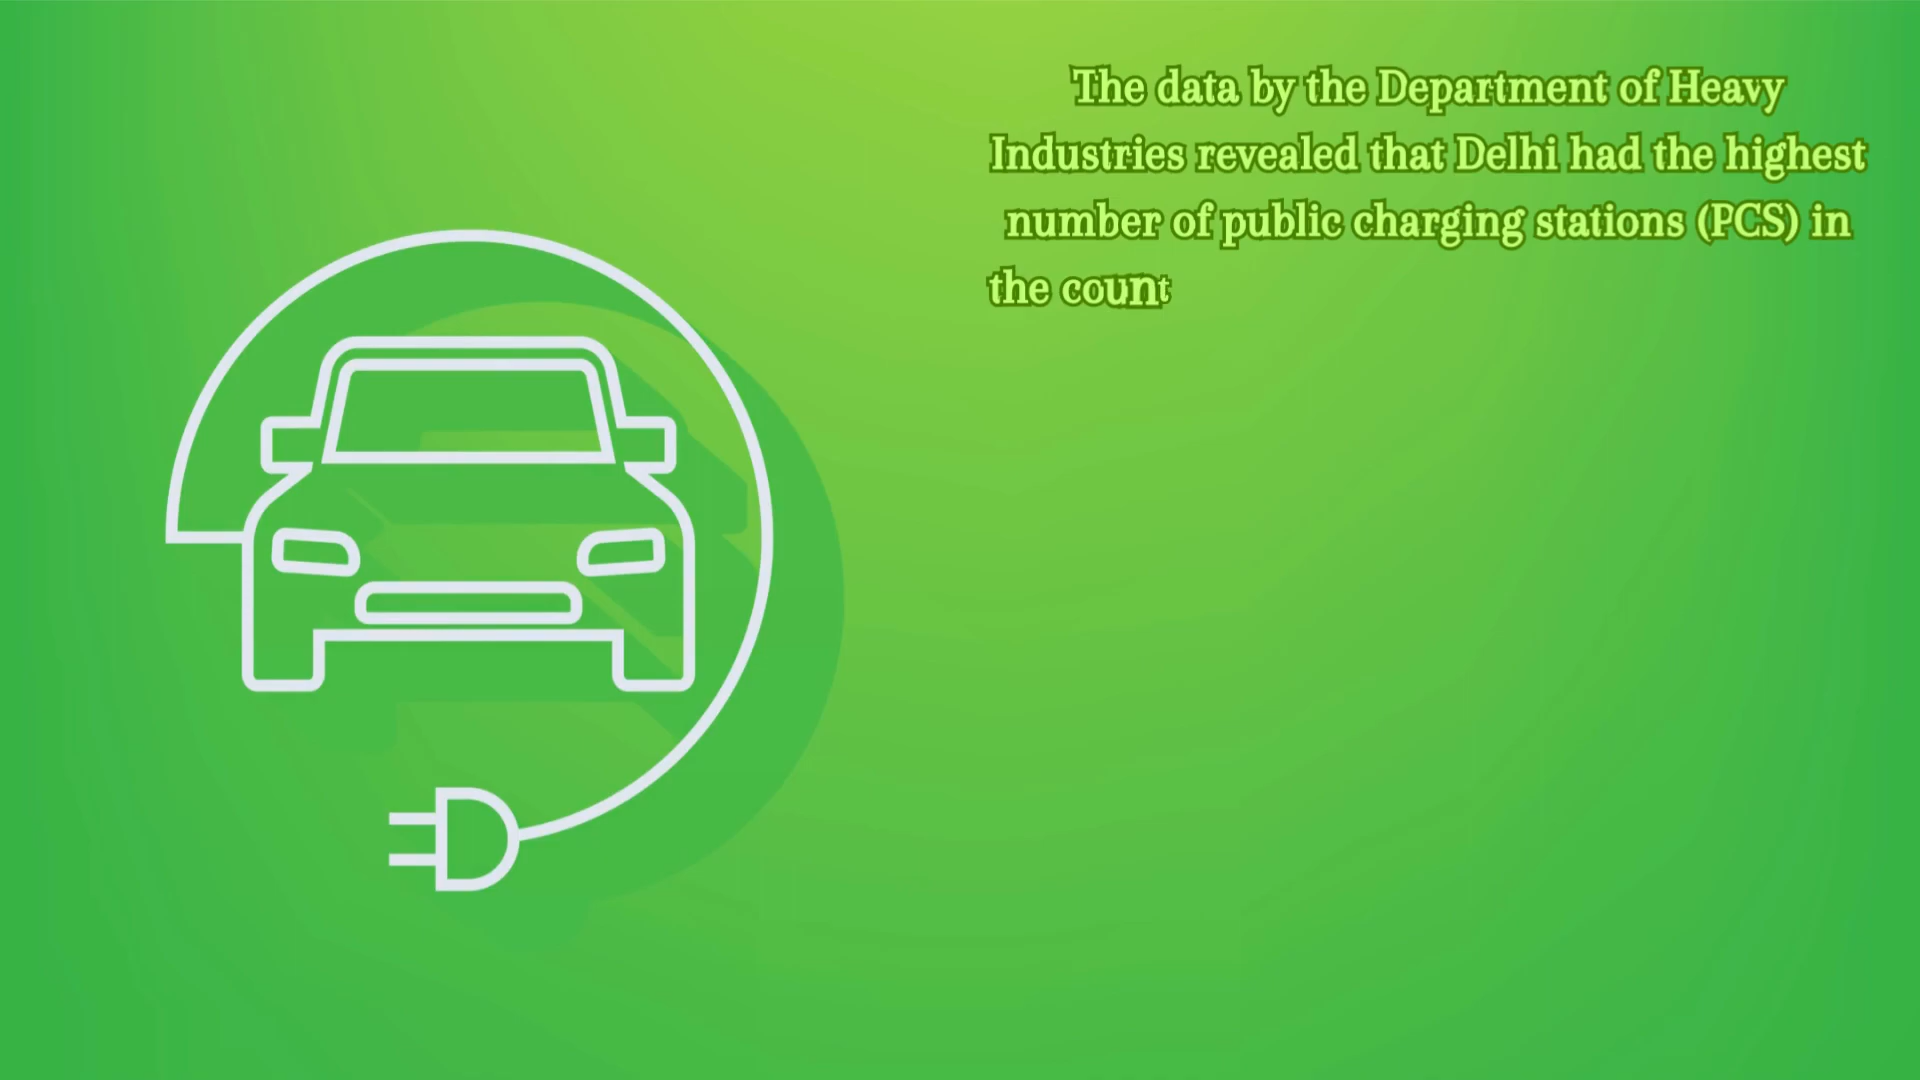 The data by the Department of Heavy
Industries revealed that Delhi had the highest
number of public charging stations (PCS) in
the count